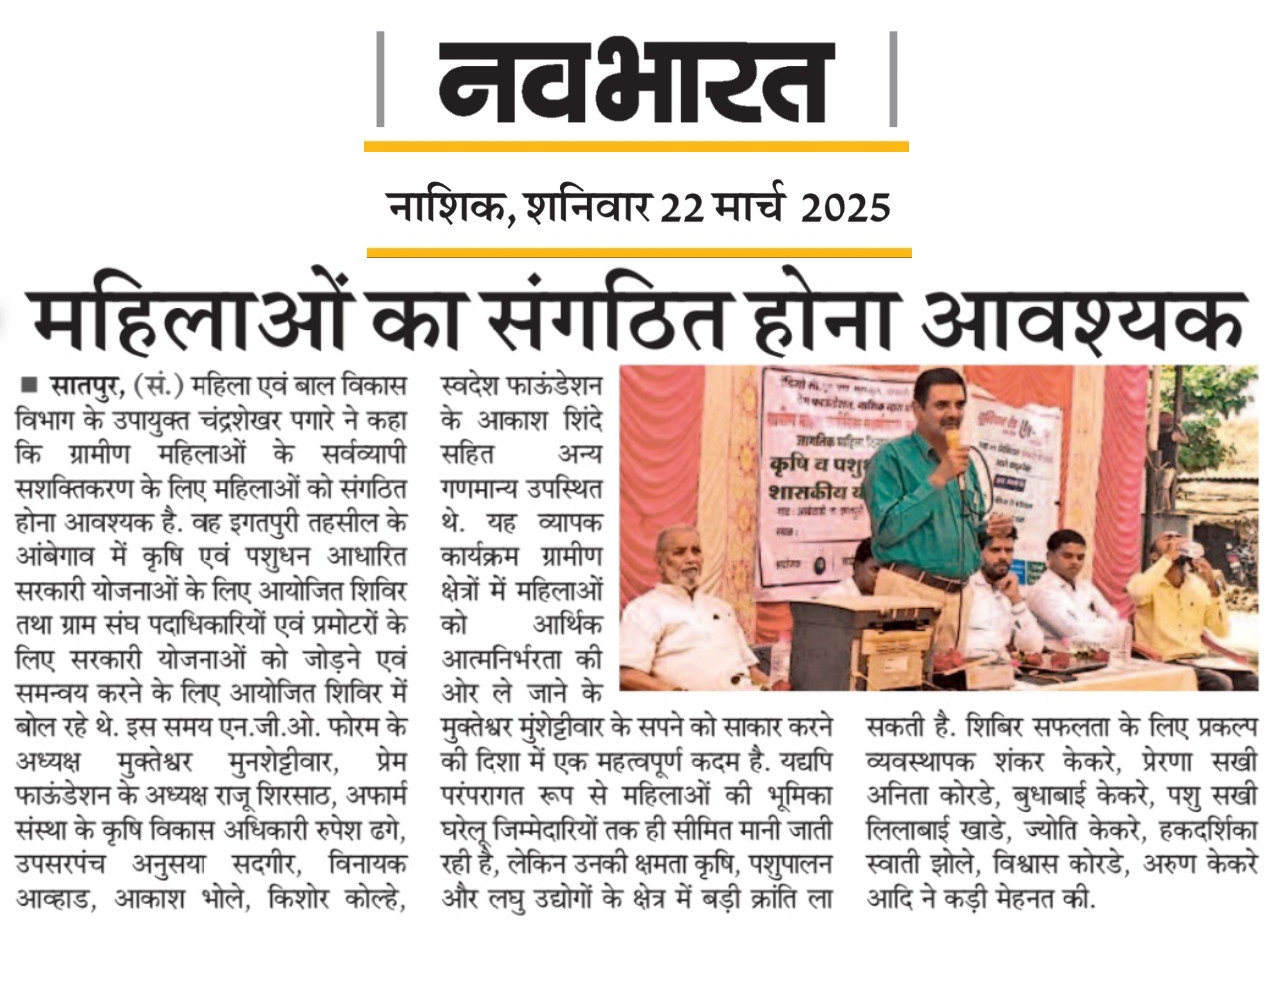 नवभारत
नाशिक, शनिवार 22 मार्च 2025
महिलाओं का संगठित होना आवश्यक
■ सातपुर, (सं.) महिला एवं बाल विकास
विभाग के उपायुक्त चंद्रशेखर पगारे ने कहा
कि ग्रामीण महिलाओं के सर्वव्यापी
सशक्तिकरण के लिए महिलाओं को संगठित
होना आवश्यक है. वह इगतपुरी तहसील के
आंबेगाव में कृषि एवं पशुधन आधारित
सरकारी योजनाओं के लिए आयोजित शिविर
तथा ग्राम संघ पदाधिकारियों एवं प्रमोटरों के
लिए सरकारी योजनाओं को जोड़ने एवं
समन्वय करने के लिए आयोजित शिविर में
बोल रहे थे. इस समय एन.जी.ओ. फोरम के
अध्यक्ष मुक्तेश्वर मुनशेट्टीवार, प्रेम
फाऊंडेशन के अध्यक्ष राजू शिरसाठ, अफार्म
संस्था के कृषि विकास अधिकारी रुपेश ढगे,
उपसरपंच अनुसया सदगीर, विनायक
आव्हाड, आकाश भोले, किशोर कोल्हे,
स्वदेश फाऊंडेशन
के आकाश शिंदे
सहित अन्य
गणमान्य उपस्थित
थे. यह व्यापक
कार्यक्रम ग्रामीण
क्षेत्रों में महिलाओं
को आर्थिक
आत्मनिर्भरता की
ओर ले जाने के
मुक्तेश्वर मुंशेट्टीवार के सपने को साकार करने
की दिशा में एक महत्वपूर्ण कदम है. यद्यपि
परंपरागत रूप से महिलाओं की भूमिका
घरेलू जिम्मेदारियों तक ही सीमित मानी जाती
रही है, लेकिन उनकी क्षमता कृषि, पशुपालन
और लघु उद्योगों के क्षेत्र में बड़ी क्रांति ला
जागतिक महिला दि
कृषि व पशु
शासकीय
सकती है. शिबिर सफलता के लिए प्रकल्प
व्यवस्थापक शंकर केकरे, प्रेरणा सखी
अनिता कोरडे, बुधाबाई केकरे, पशु सखी
लिलाबाई खाडे, ज्योति केकरे, हकदर्शिका
स्वाती झोले, विश्वास कोरडे, अरुण केकरे
आदि ने कड़ी मेहनत की.